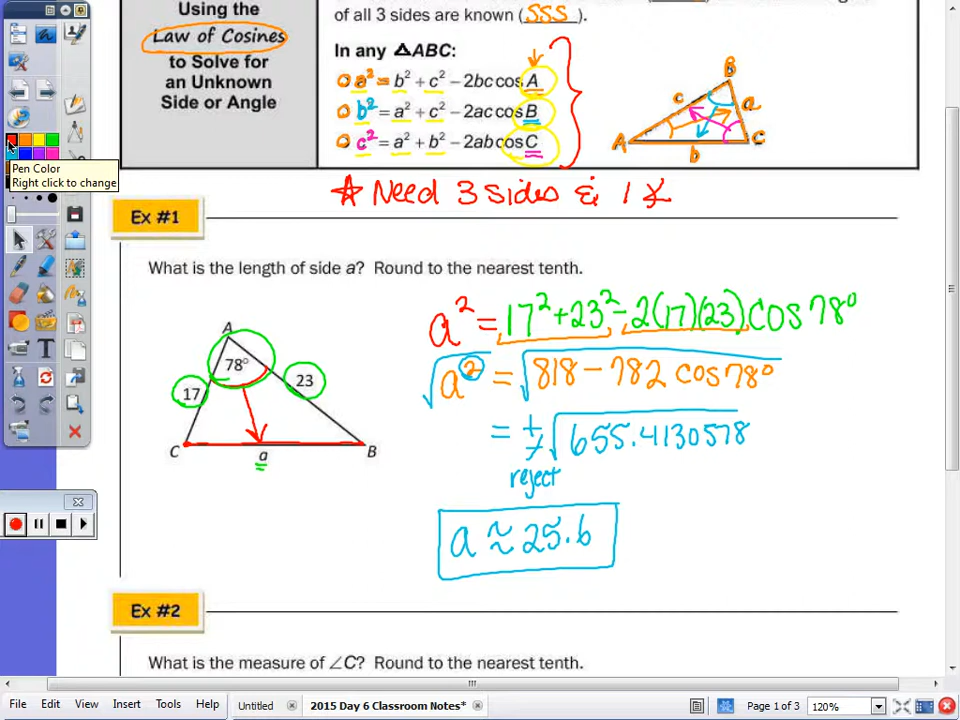 Using the
Law of Cosines
to Solve for
an Unknown
Side or Angle
of all 3 sides are known (SSS).
In any △ABC:
a² = b² + c² − 2bc cos A
b² = a² + c² − 2ac cos B
c² = a² + b² − 2ab cos C
B
c
a
A
b
C
Pen Color
Right click to change
☆ Need 3 sides & 1 ∡
Ex #1
What is the length of side a? Round to the nearest tenth.
a² = 17² + 23² − 2(17)(23) cos 78°
√a² = √818 − 782 cos 78°
= ± √655.4130578
reject
a ≈ 25.6
A
78°
17
23
C
a
B
Ex #2
What is the measure of ∠C? Round to the nearest tenth.
File Edit View Insert Tools Help
Untitled
2015 Day 6 Classroom Notes*
Page 1 of 3
120%